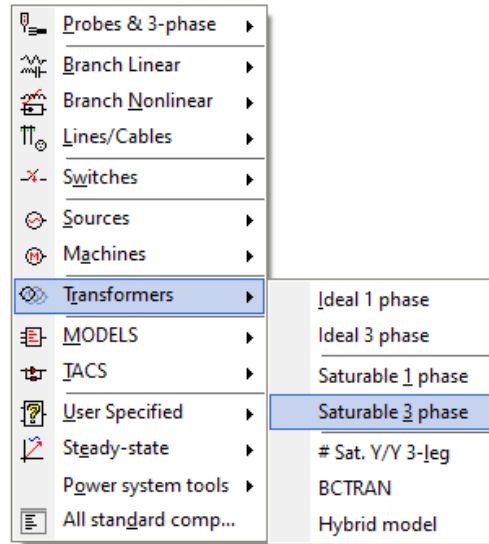 Probes & 3-phase
Branch Linear
Branch Nonlinear
Lines/Cables
Switches
Sources
Machines
Transformers
MODELS
TACS
User Specified
Steady-state
Power system tools
All standard comp...
Ideal 1 phase
Ideal 3 phase
Saturable 1 phase
Saturable 3 phase
# Sat. Y/Y 3-leg
BCTRAN
Hybrid model